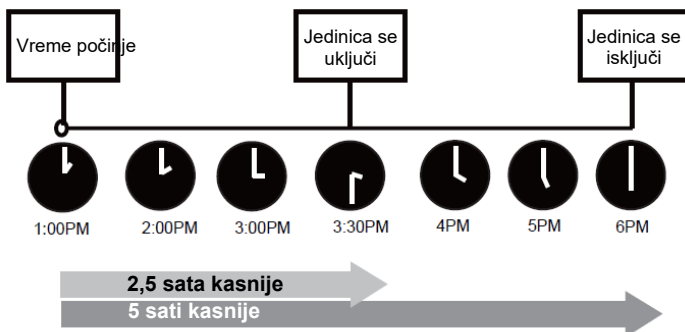 Vreme počinje
Jedinica se
uključi
Jedinica se
isključi
1:00PM
2:00PM
3:00PM
3:30PM
4PM
5PM
6PM
2,5 sata kasnije
5 sati kasnije